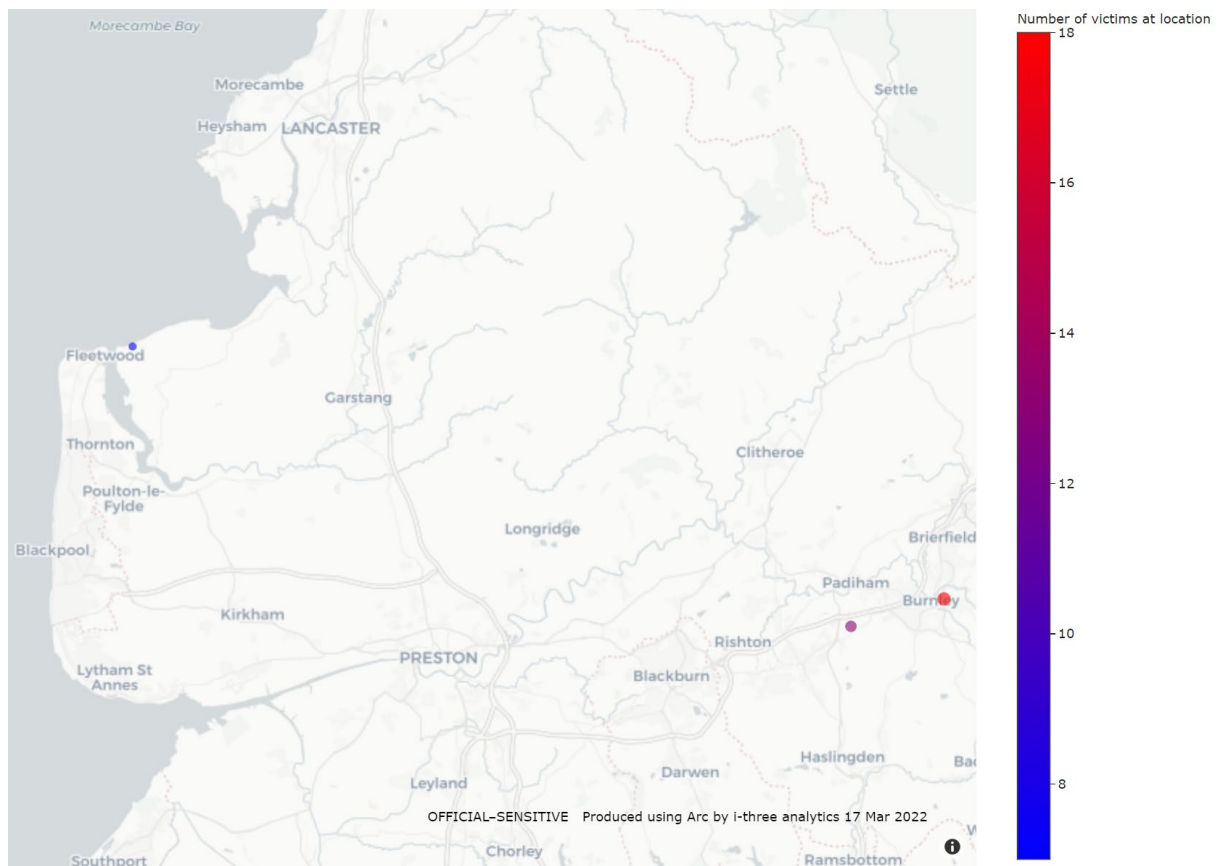 Number of victims at location
Morecambe Bay
18
Morecambe
Settle
Heysham
LANCASTER
16
14
Fleetwood
Garstang
Thornton
Clitheroe
12
Poulton-le-
Fylde
Longridge
Brierfield
Blackpool
Padiham
Burnley
Kirkham
10
Rishton
PRESTON
Lytham St
Annes
Blackburn
Haslingden
Darwen
Leyland
8
OFFICIAL–SENSITIVE Produced using Arc by i-three analytics 17 Mar 2022
Chorley
Southport
Ramsbottom